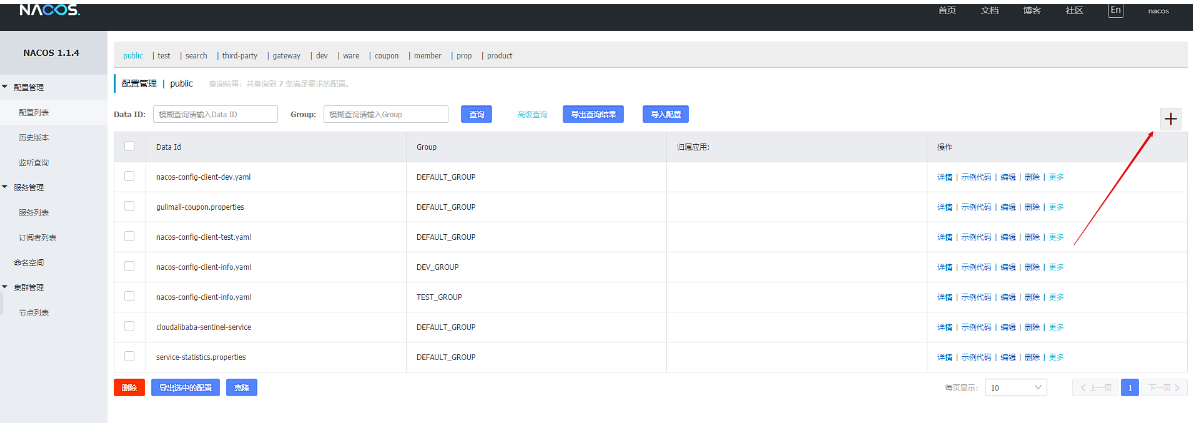 NACOS.
首页 文档 博客 社区 En nacos
NACOS 1.1.4
配置管理
配置列表
历史版本
监听查询
服务管理
服务列表
订阅者列表
命名空间
集群管理
节点列表
public | test | search | third-party | gateway | dev | ware | coupon | member | prop | product
配置管理 | public 查询结果：共查询到 7 条满足要求的配置。
Data ID: 模糊查询请输入Data ID Group: 模糊查询请输入Group 查询 高级查询 导出查询结果 导入配置
Data Id Group 归属应用: 操作
nacos-config-client-dev.yaml DEFAULT_GROUP 详情 | 示例代码 | 编辑 | 删除 | 更多
gulimall-coupon.properties DEFAULT_GROUP 详情 | 示例代码 | 编辑 | 删除 | 更多
nacos-config-client-test.yaml DEFAULT_GROUP 详情 | 示例代码 | 编辑 | 删除 | 更多
nacos-config-client-info.yaml DEV_GROUP 详情 | 示例代码 | 编辑 | 删除 | 更多
nacos-config-client-info.yaml TEST_GROUP 详情 | 示例代码 | 编辑 | 删除 | 更多
cloudalibaba-sentinel-service DEFAULT_GROUP 详情 | 示例代码 | 编辑 | 删除 | 更多
service-statistics.properties DEFAULT_GROUP 详情 | 示例代码 | 编辑 | 删除 | 更多
删除 导出选中的配置 克隆 每页显示: 10 上一页 1 下一页